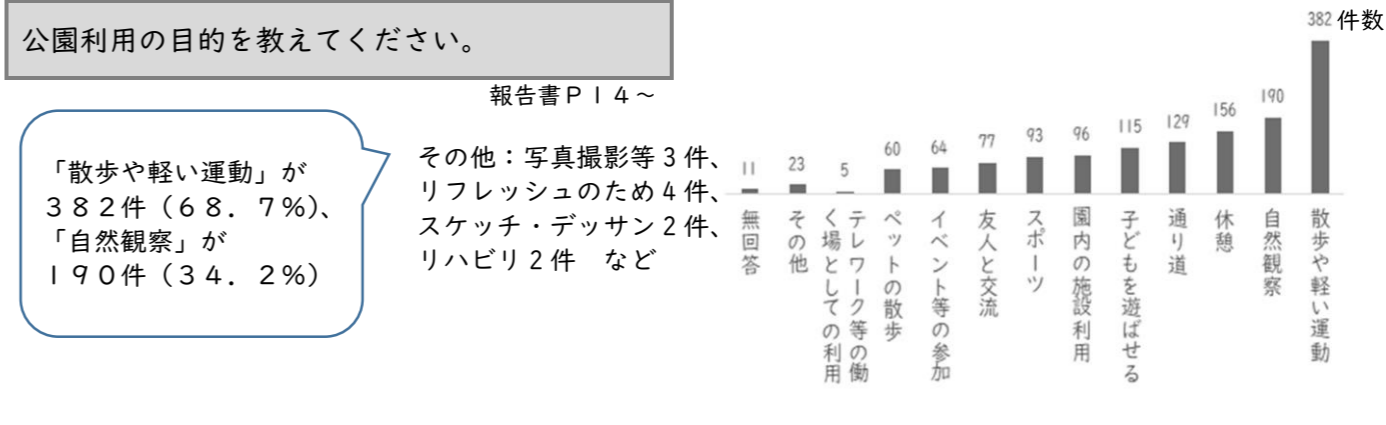 公園利用の目的を教えてください。
報告書P14～
「散歩や軽い運動」が
３８２件（６８．７％）、
「自然観察」が
１９０件（３４．２％）
その他：写真撮影等３件、
リフレッシュのため４件、
スケッチ・デッサン２件、
リハビリ２件　など
件数
382
190
156
129
115
96
93
77
64
60
5
23
11
散歩や軽い運動
自然観察
休憩
通り道
子どもを遊ばせる
園内の施設利用
スポーツ
友人と交流
イベント等の参加
ペットの散歩
テレワーク等の働
く場としての利用
その他
無回答